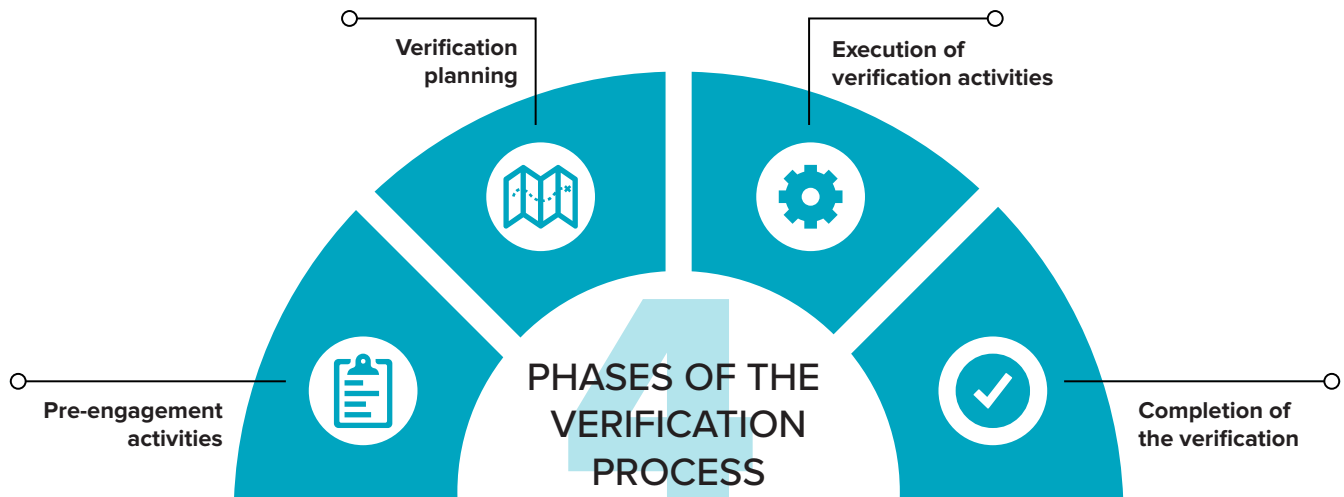 Verification
planning
Execution of
verification activities
Pre-engagement
activities
4
PHASES OF THE
VERIFICATION
PROCESS
Completion of
the verification